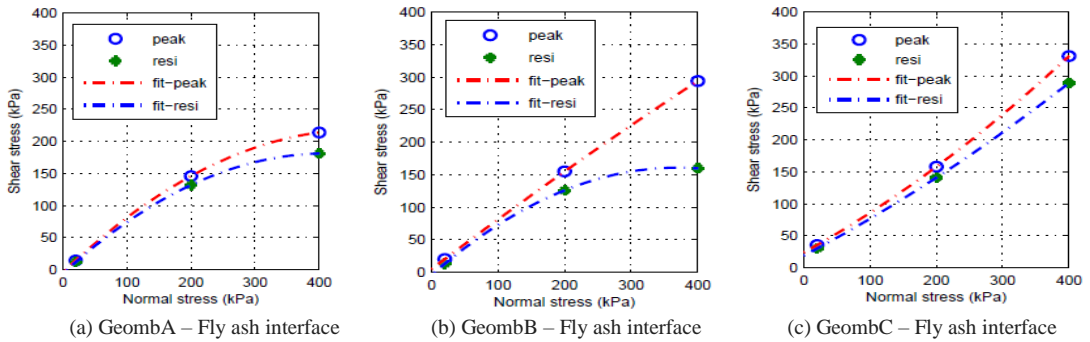 400
350
300
250
200
150
100
50
0
Shear stress (kPa)
peak
resi
fit-peak
fit-resi
0 100 200 300 400
Normal stress (kPa)
(a) GeombA – Fly ash interface
400
350
300
250
200
150
100
50
0
Shear stress (kPa)
peak
resi
fit-peak
fit-resi
0 100 200 300 400
Normal stress (kPa)
(b) GeombB – Fly ash interface
400
350
300
250
200
150
100
50
0
Shear stress (kPa)
peak
resi
fit-peak
fit-resi
0 100 200 300 400
Normal stress (kPa)
(c) GeombC – Fly ash interface